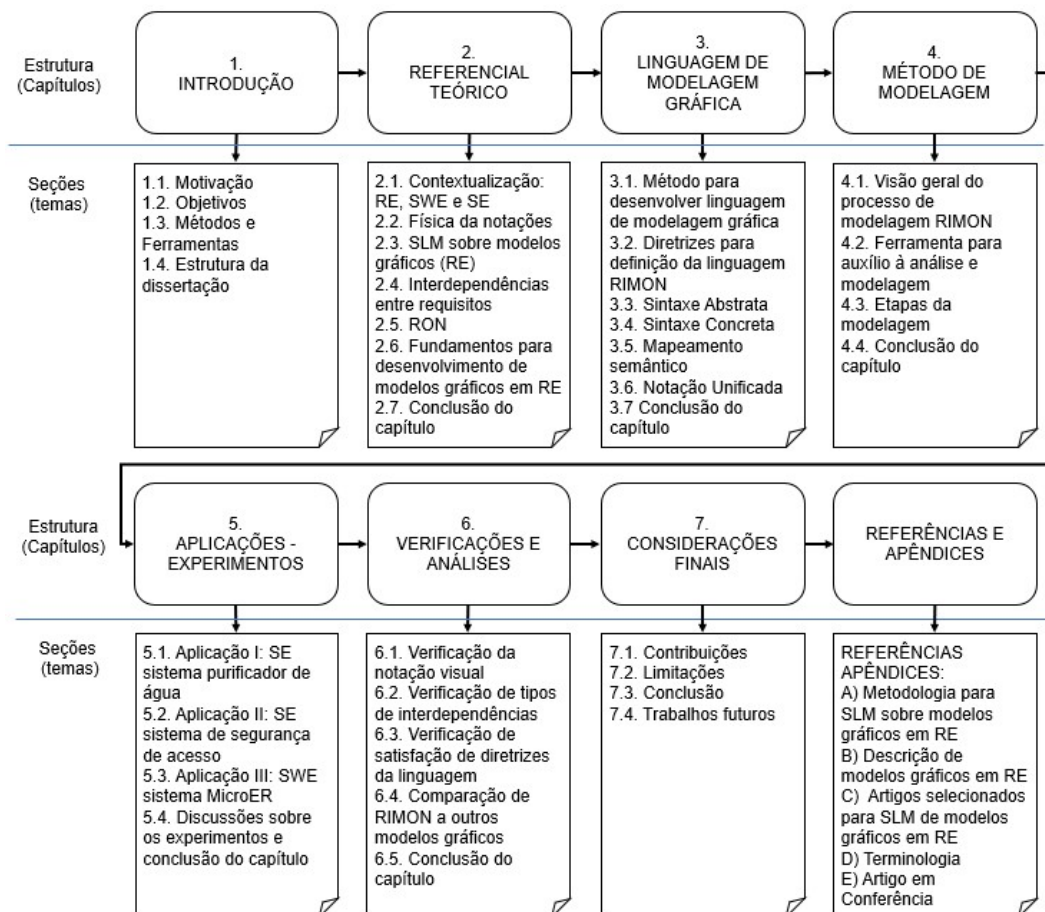 Estrutura
(Capítulos)
1.
INTRODUÇÃO
2.
REFERENCIAL
TEÓRICO
3.
LINGUAGEM DE
MODELAGEM
GRÁFICA
4.
MÉTODO DE
MODELAGEM
Seções
(temas)
1.1. Motivação
1.2. Objetivos
1.3. Métodos e
Ferramentas
1.4. Estrutura da
dissertação
2.1. Contextualização:
RE, SWE e SE
2.2. Física da notações
2.3. SLM sobre modelos
gráficos (RE)
2.4. Interdependências
entre requisitos
2.5. RON
2.6. Fundamentos para
desenvolvimento de
modelos gráficos em RE
2.7. Conclusão do
capítulo
3.1. Método para
desenvolver linguagem
de modelagem gráfica
3.2. Diretrizes para
definição da linguagem
RIMON
3.3. Sintaxe Abstrata
3.4. Sintaxe Concreta
3.5. Mapeamento
semântico
3.6. Notação Unificada
3.7 Conclusão do
capítulo
4.1. Visão geral do
processo de
modelagem RIMON
4.2. Ferramenta para
auxílio à análise e
modelagem
4.3. Etapas da
modelagem
4.4. Conclusão do
capítulo
Estrutura
(Capítulos)
5.
APLICAÇÕES -
EXPERIMENTOS
6.
VERIFICAÇÕES E
ANÁLISES
7.
CONSIDERAÇÕES
FINAIS
REFERÊNCIAS E
APÊNDICES
Seções
(temas)
5.1. Aplicação I: SE
sistema purificador de
água
5.2. Aplicação II: SE
sistema de segurança
de acesso
5.3. Aplicação III: SWE
sistema MicroER
5.4. Discussões sobre
os experimentos e
conclusão do capítulo
6.1. Verificação da
notação visual
6.2. Verificação de tipos
de interdependências
6.3. Verificação de
satisfação de diretrizes
da linguagem
6.4. Comparação de
RIMON a outros
modelos gráficos
6.5. Conclusão do
capítulo
7.1. Contribuições
7.2. Limitações
7.3. Conclusão
7.4. Trabalhos futuros
REFERÊNCIAS
APÊNDICES:
A) Metodologia para
SLM sobre modelos
gráficos em RE
B) Descrição de
modelos gráficos em RE
C) Artigos selecionados
para SLM de modelos
gráficos em RE
D) Terminologia
E) Artigo em
Conferência